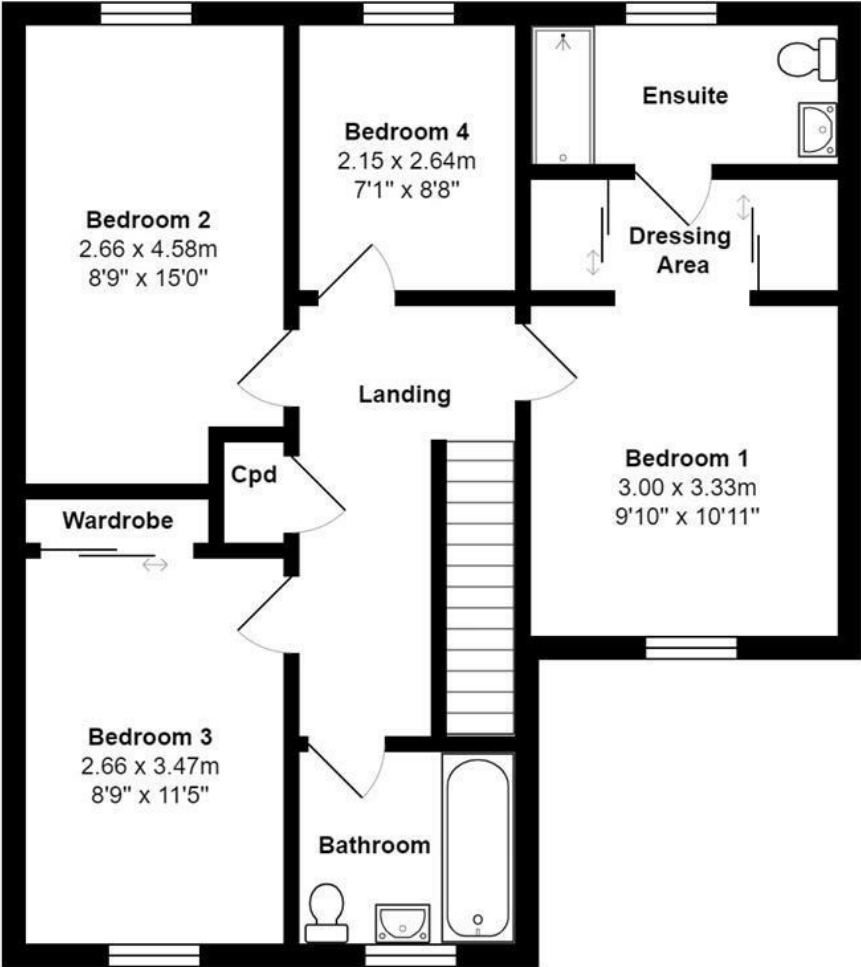 Bedroom 2
2.66 x 4.58m
8'9" x 15'0"
Bedroom 4
2.15 x 2.64m
7'1" x 8'8"
Ensuite
Dressing
Area
Landing
Bedroom 1
3.00 x 3.33m
9'10" x 10'11"
Cpd
Wardrobe
Bedroom 3
2.66 x 3.47m
8'9" x 11'5"
Bathroom